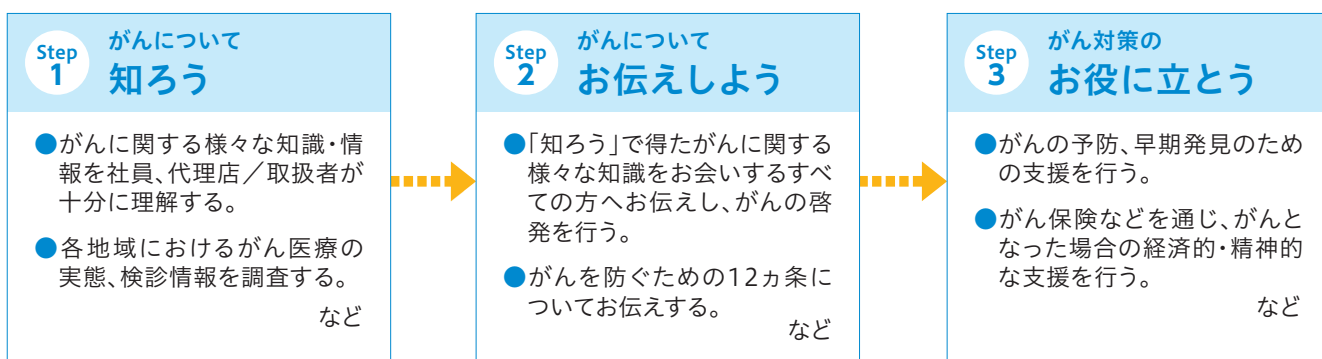 Step
1
がんについて
知ろう
●がんに関する様々な知識・情
報を社員、代理店／取扱者が
十分に理解する。
●各地域におけるがん医療の
実態、検診情報を調査する。
など
Step
2
がんについて
お伝えしよう
●「知ろう」で得たがんに関する
様々な知識をお会いするすべ
ての方へお伝えし、がんの啓
発を行う。
●がんを防ぐための12ヵ条に
ついてお伝えする。
など
Step
3
がん対策の
お役に立とう
●がんの予防、早期発見のため
の支援を行う。
●がん保険などを通じ、がんと
なった場合の経済的・精神的
な支援を行う。
など